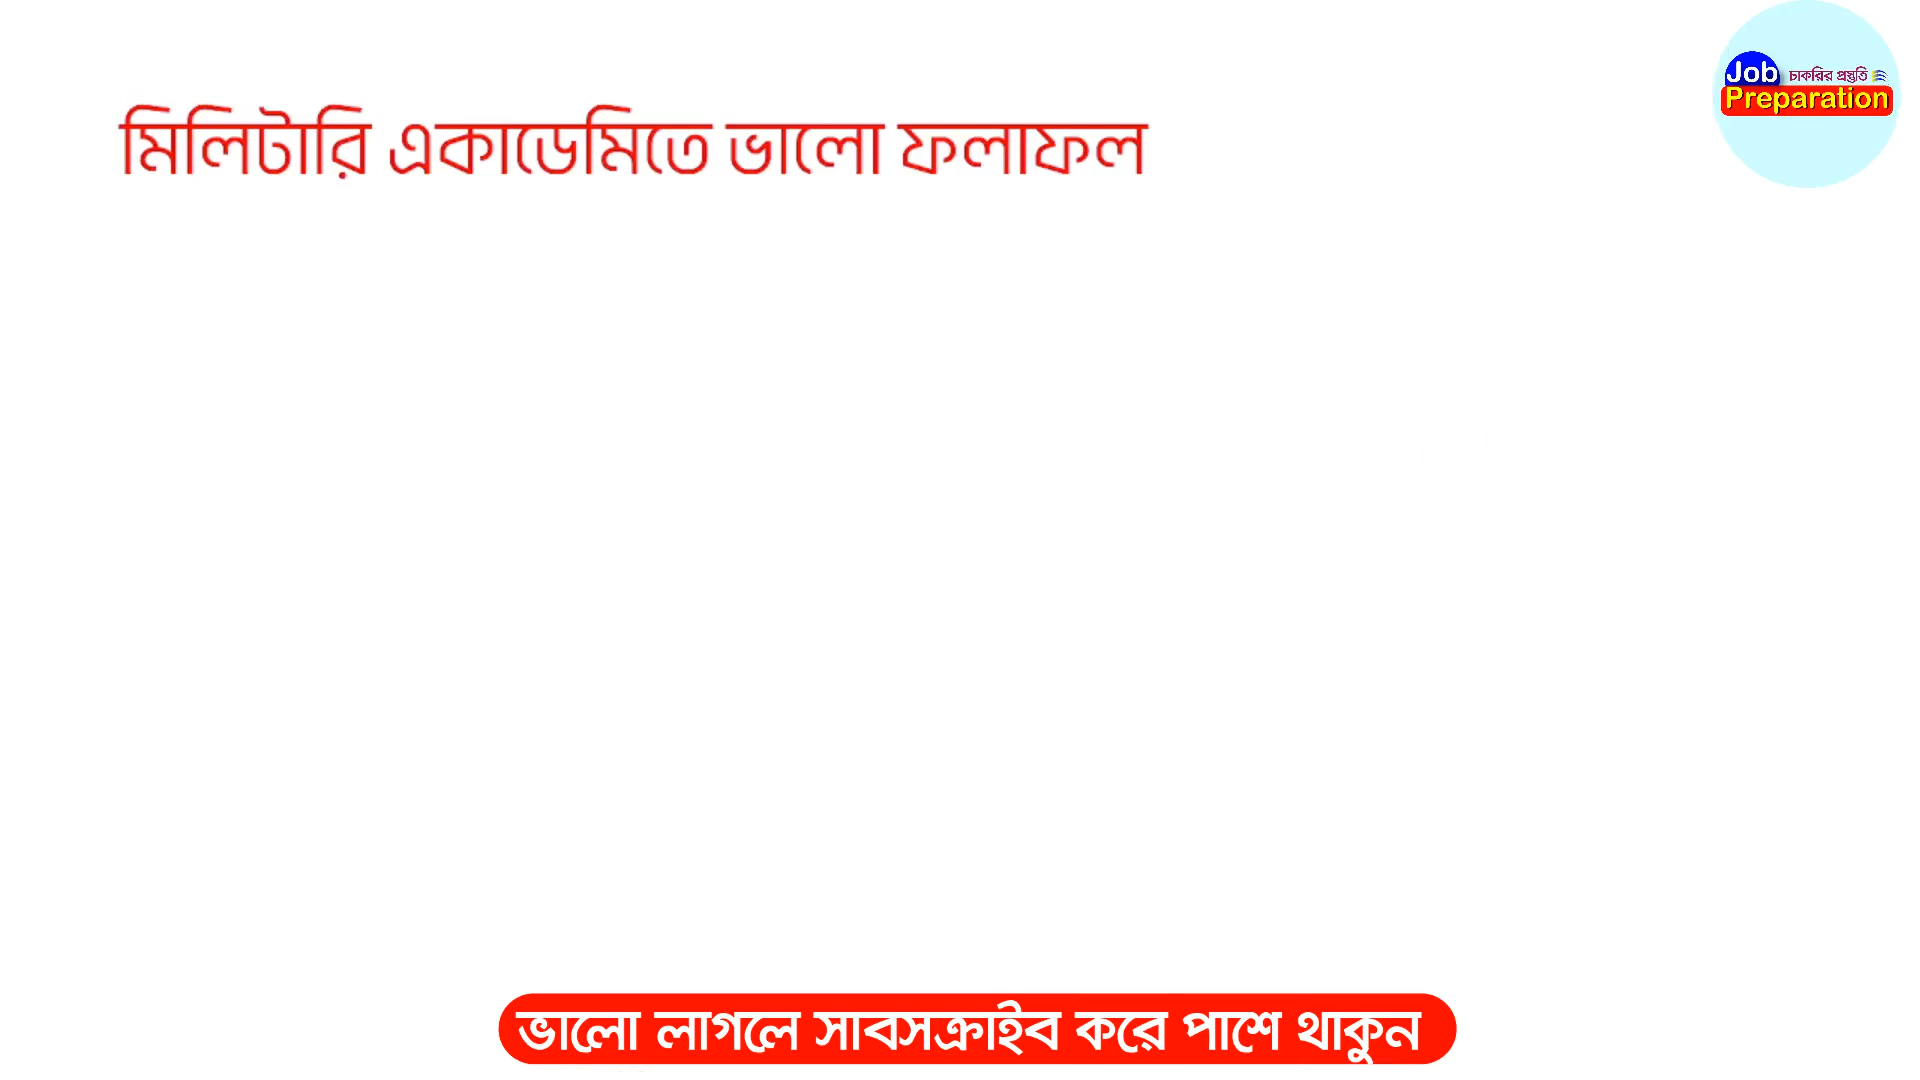 Job চাকরির প্রস্তুতি
Preparation
মিলিটারি একাডেমিতে ভালো ফলাফল
ভালো লাগলে সাবসক্রাইব করে পাশে থাকুন